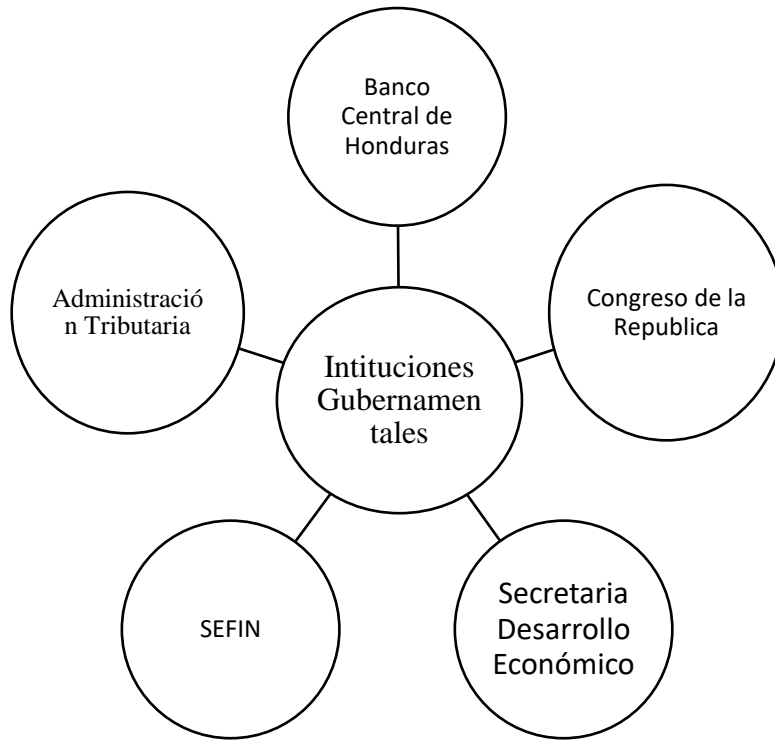 Banco
Central de
Honduras
Administració
n Tributaria
Congreso de la
Republica
Intituciones
Gubernamen
tales
SEFIN
Secretaria
Desarrollo
Económico